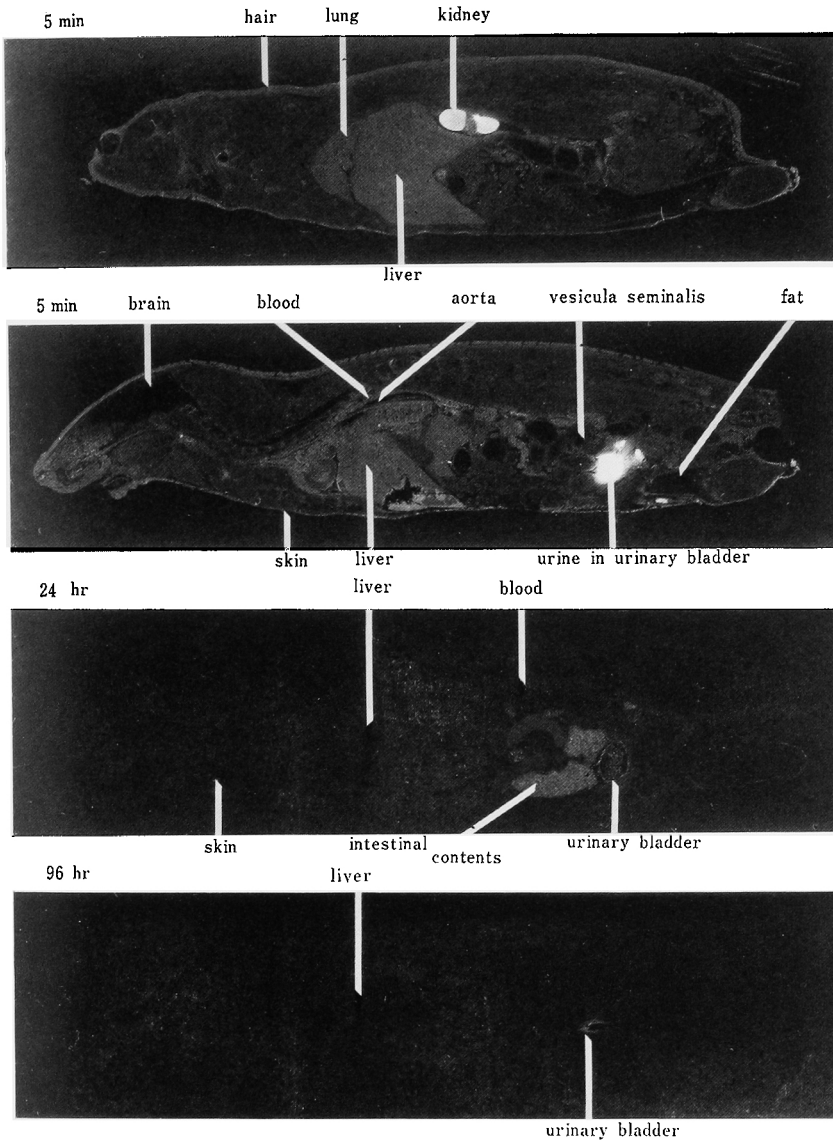 5 min hair lung kidney
liver
5 min brain blood aorta vesicula seminalis fat
skin liver urine in urinary bladder
24 hr liver blood
skin intestinal contents urinary bladder
96 hr liver
urinary bladder